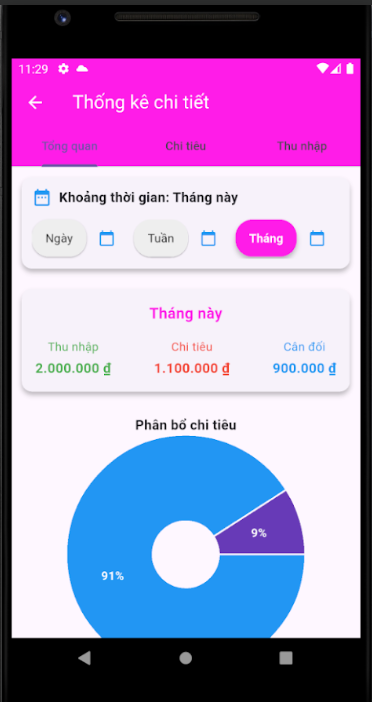 11:29
Thống kê chi tiết
Tổng quan Chi tiêu Thu nhập
Khoảng thời gian: Tháng này
Ngày Tuần Tháng
Tháng này
Thu nhập Chi tiêu Cân đối
2.000.000 ₫ 1.100.000 ₫ 900.000 ₫
Phân bổ chi tiêu
9%
91%